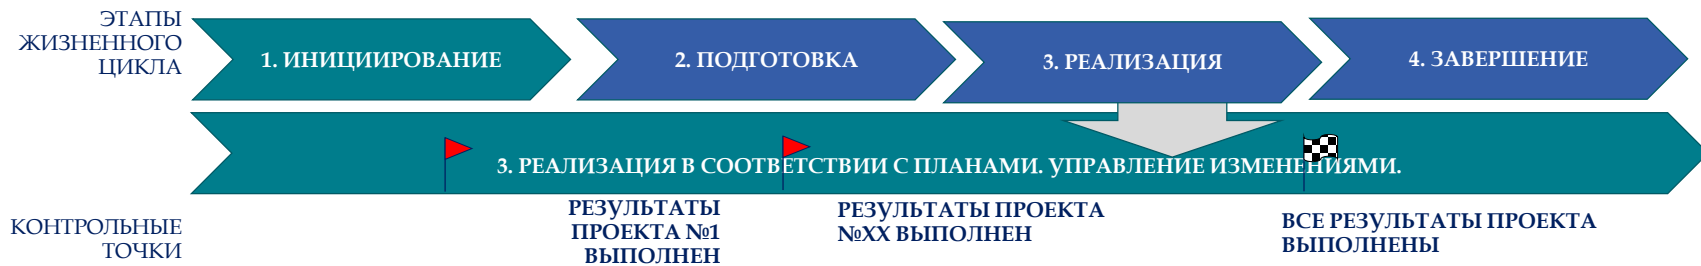 ЭТАПЫ
ЖИЗНЕННОГО
ЦИКЛА
1. ИНИЦИИРОВАНИЕ
2. ПОДГОТОВКА
3. РЕАЛИЗАЦИЯ
4. ЗАВЕРШЕНИЕ
3. РЕАЛИЗАЦИЯ В СООТВЕТСТВИИ С ПЛАНАМИ. УПРАВЛЕНИЕ ИЗМЕНЕНИЯМИ.
КОНТРОЛЬНЫЕ
ТОЧКИ
РЕЗУЛЬТАТЫ
ПРОЕКТА №1
ВЫПОЛНЕН
РЕЗУЛЬТАТЫ ПРОЕКТА
№XX ВЫПОЛНЕН
ВСЕ РЕЗУЛЬТАТЫ ПРОЕКТА
ВЫПОЛНЕНЫ